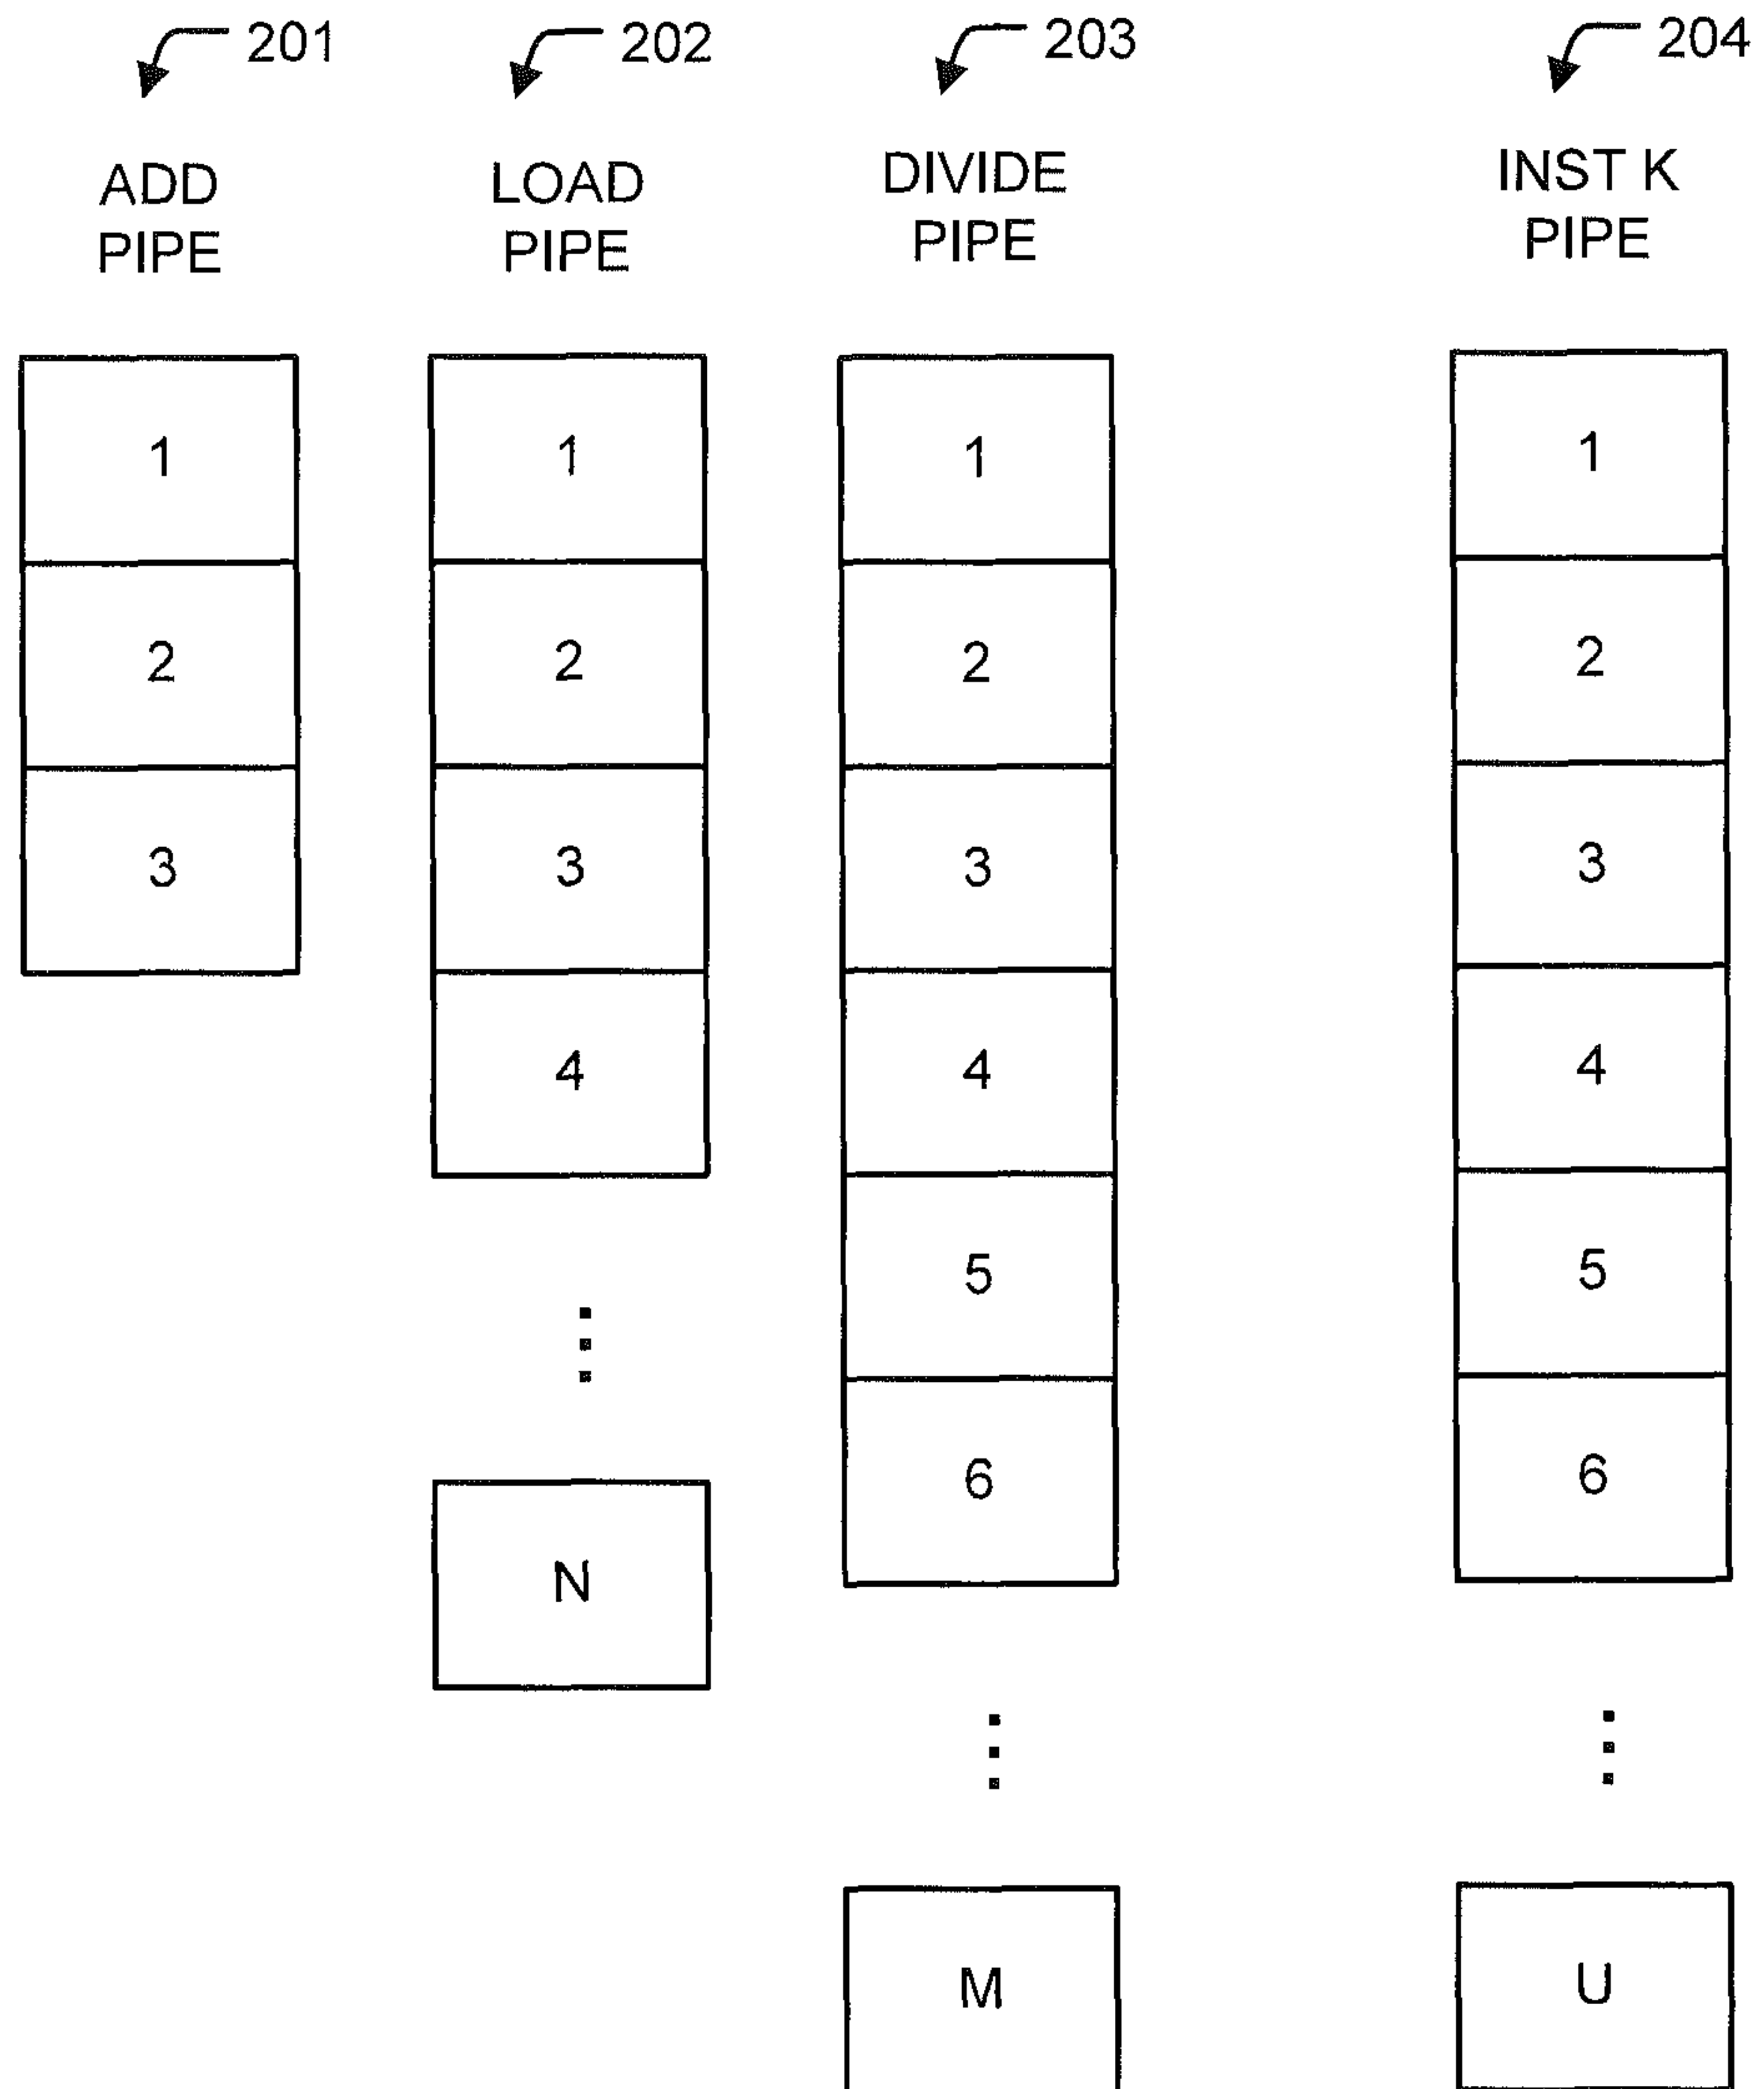 201 202 203 204
ADD LOAD DIVIDE INST K
PIPE PIPE PIPE PIPE
1 1 1 1
2 2 2 2
3 3 3 3
4 4 4
5 5
6 6
N
M U